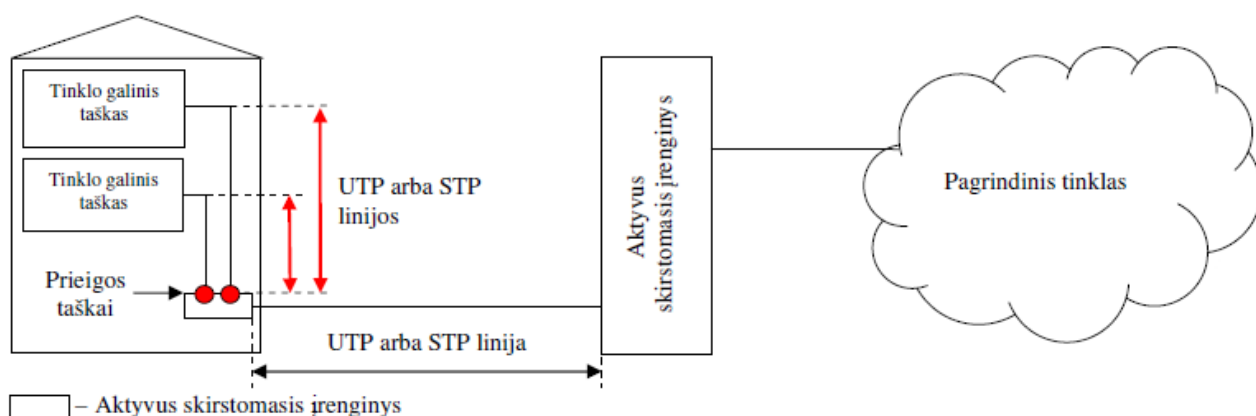 Tinklo galinis
taškas
Tinklo galinis
taškas
UTP arba STP
linijos
Prieigos
taškai
UTP arba STP linija
Aktyvus
skirstomasis įrenginys
Pagrindinis tinklas
– Aktyvus skirstomasis įrenginys